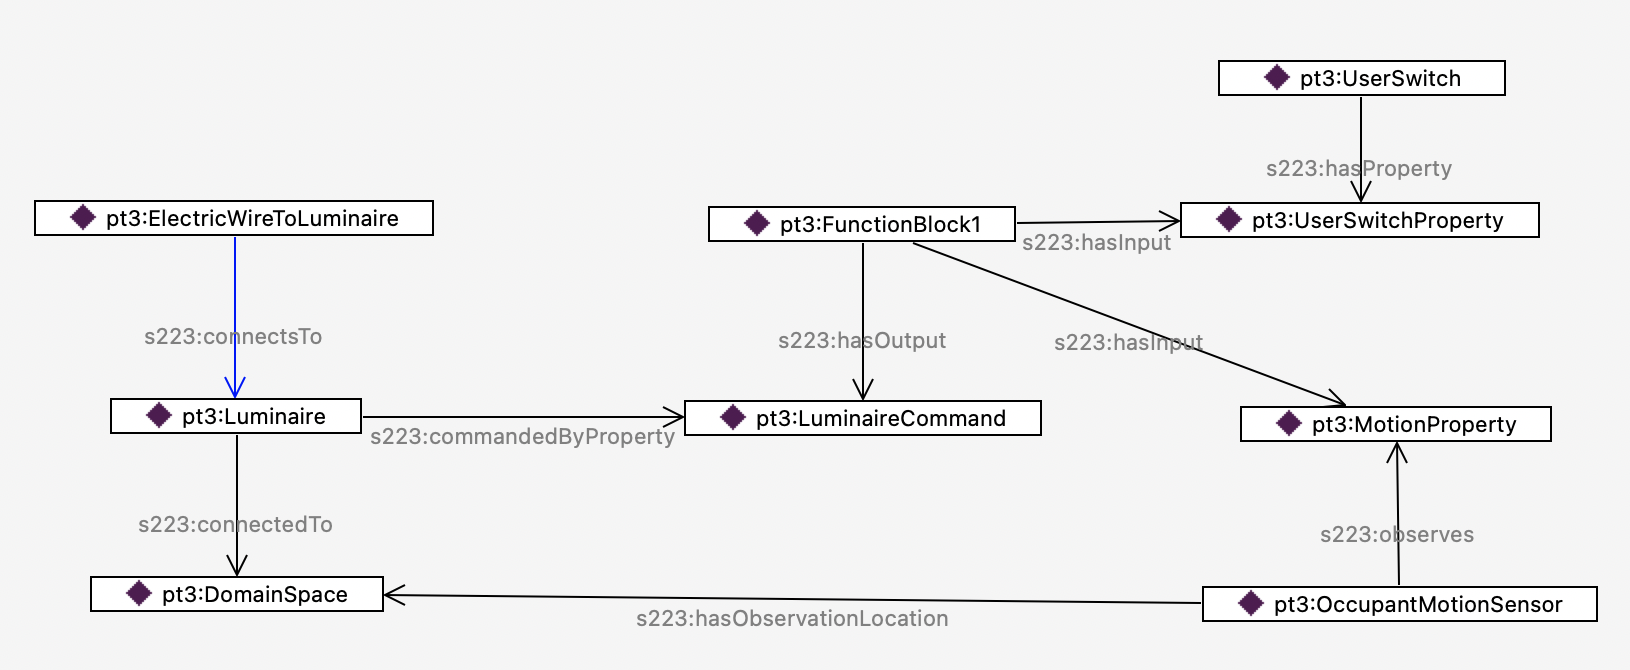 pt3:UserSwitch
s223:hasProperty
pt3:ElectricWireToLuminaire
pt3:FunctionBlock1
pt3:UserSwitchProperty
s223:hasInput
s223:connectsTo
s223:hasOutput
s223:hasInput
pt3:Luminaire
pt3:LuminaireCommand
pt3:MotionProperty
s223:commandedByProperty
s223:connectedTo
s223:observes
pt3:DomainSpace
pt3:OccupantMotionSensor
s223:hasObservationLocation